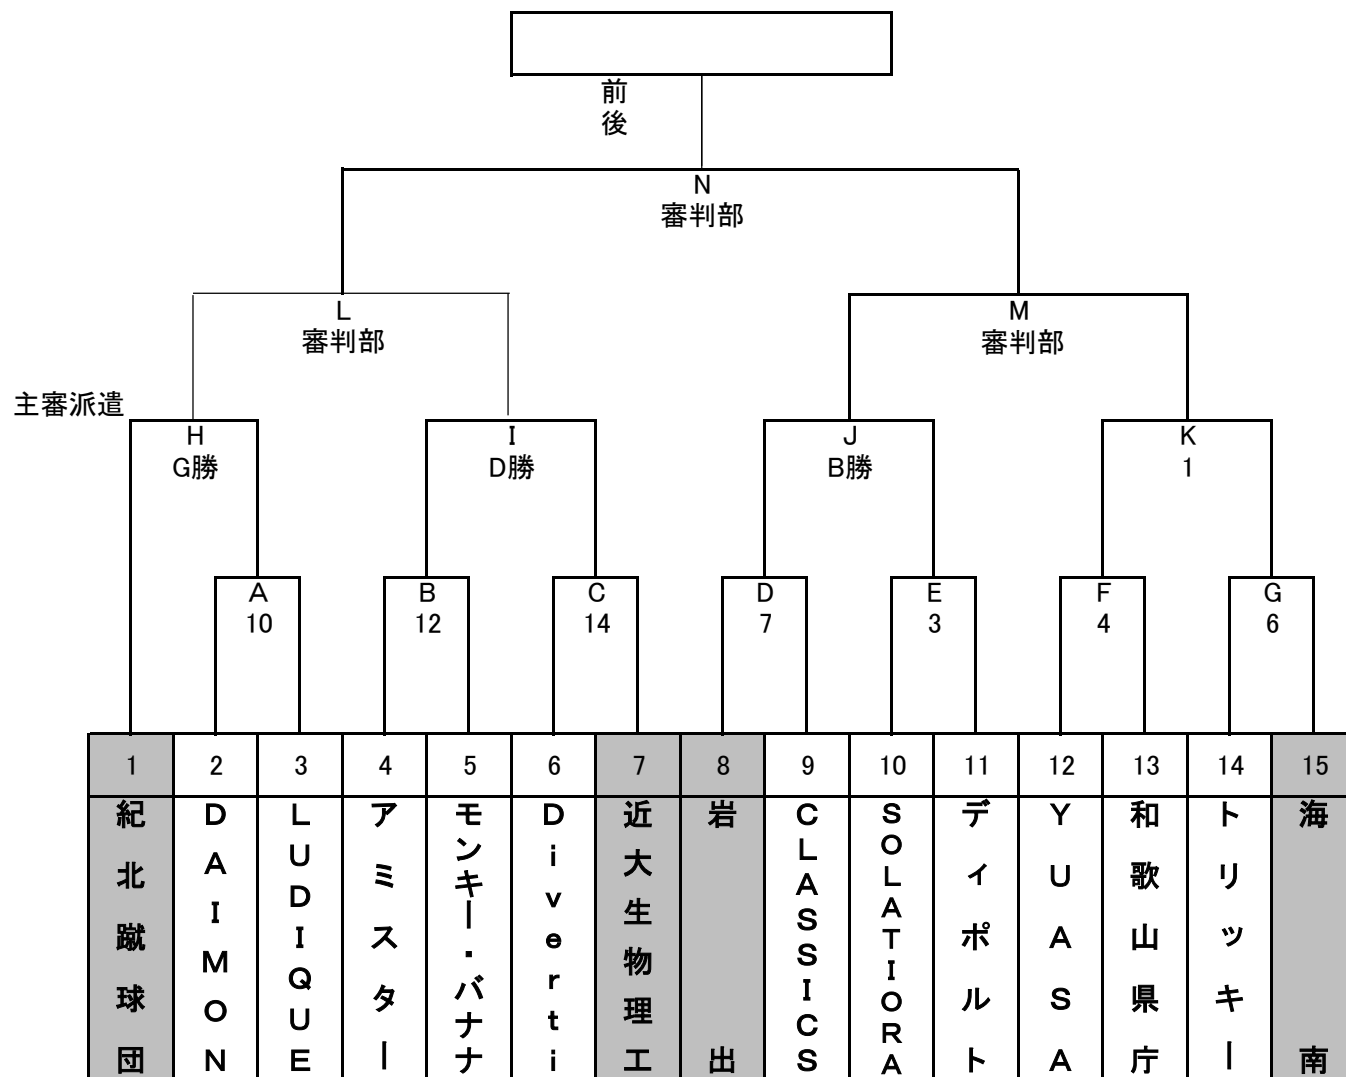 前
後
N
審判部
L
審判部
M
審判部
主審派遣
H
G勝
I
D勝
J
B勝
K
1
A
10
B
12
C
14
D
7
E
3
F
4
G
6
1 2 3 4 5 6 7 8 9 10 11 12 13 14 15
紀北蹴球団
DAIMON
LUDIQUE
アミスター
モンキー・バナナ
Diverti
近大生物理工
岩出
CLASSICS
SOLATIORA
ディポルト
YUASA
和歌山県庁
トリッキー
海南